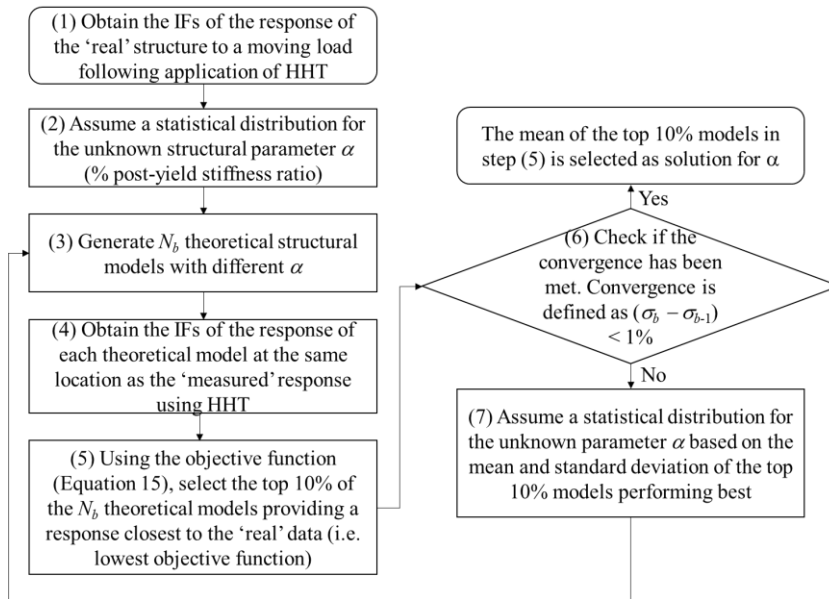 (1) Obtain the IFs of the response of
the ‘real’ structure to a moving load
following application of HHT
(2) Assume a statistical distribution for
the unknown structural parameter α
(% post-yield stiffness ratio)
(3) Generate N_b theoretical structural
models with different α
(4) Obtain the IFs of the response of
each theoretical model at the same
location as the ‘measured’ response
using HHT
(5) Using the objective function
(Equation 15), select the top 10% of
the N_b theoretical models providing a
response closest to the ‘real’ data (i.e.
lowest objective function)
The mean of the top 10% models in
step (5) is selected as solution for α
Yes
(6) Check if the
convergence has been
met. Convergence is
defined as (σ_b − σ_{b-1})
< 1%
No
(7) Assume a statistical distribution for
the unknown parameter α based on the
mean and standard deviation of the top
10% models performing best